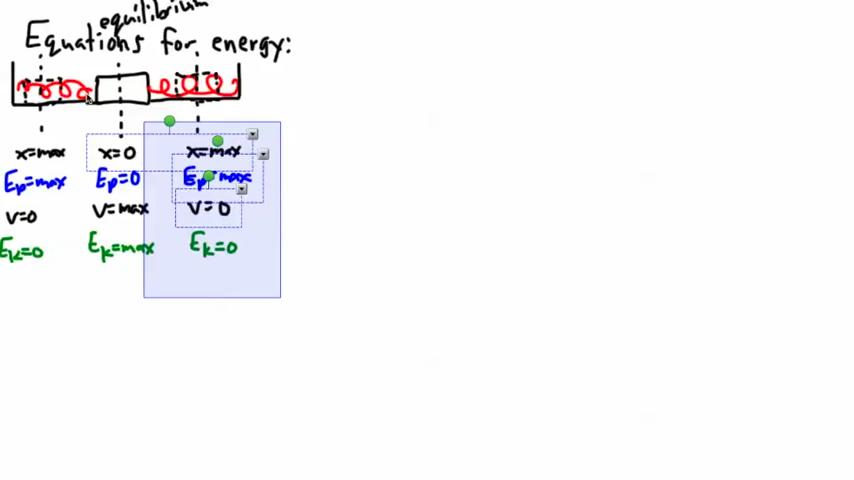 equilibrium
Equations for energy:
x=max x=0 x=max
Ep=max Ep=0 Ep=max
v=0 v=max v=0
Ek=0 Ek=max Ek=0